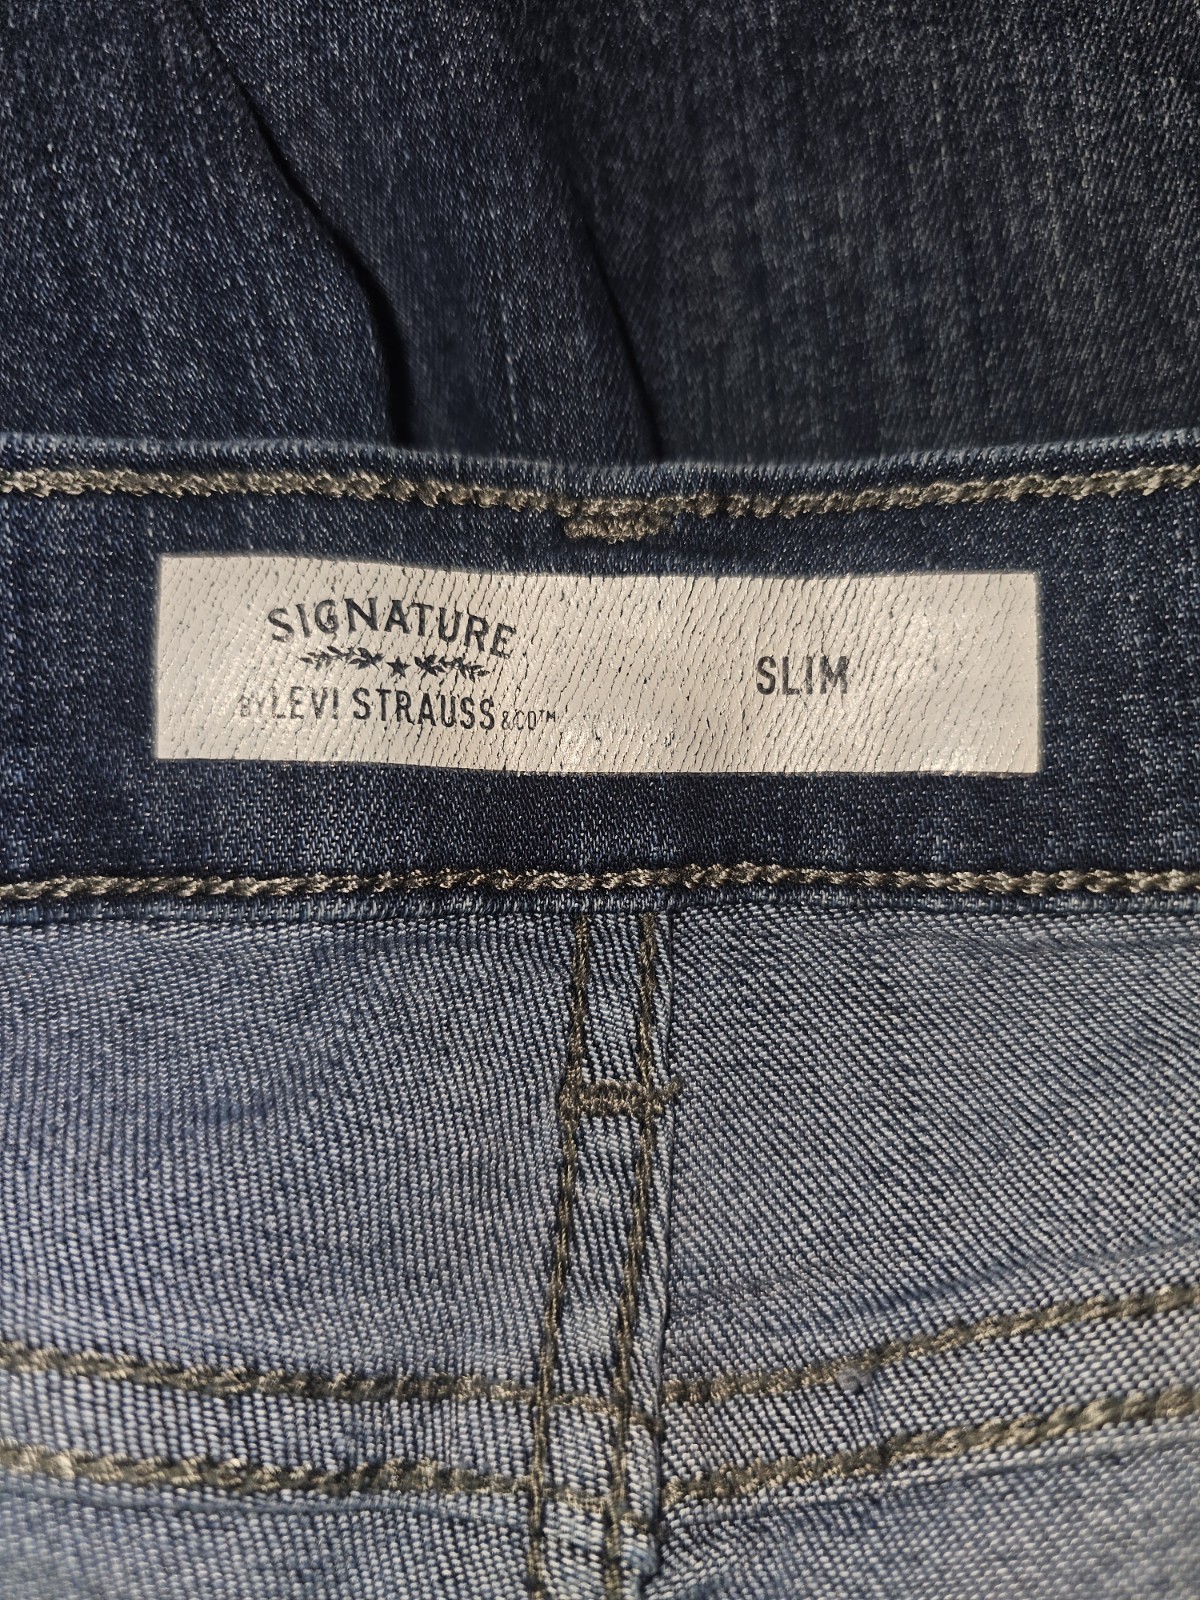 SIGNATURE
BY LEVI STRAUSS & CO™
SLIM